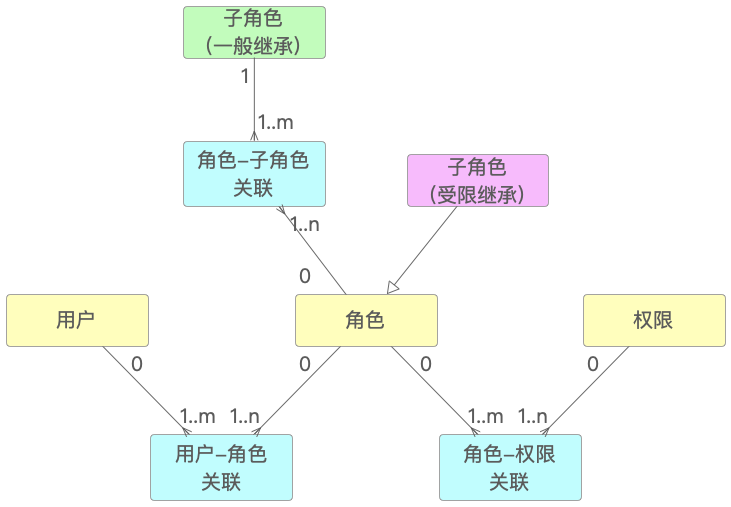 子角色
（一般继承）
1
1..m
角色-子角色
关联
子角色
（受限继承）
1..n
0
用户
角色
权限
0
0
0
0
1..m
1..n
1..m
1..n
用户-角色
关联
角色-权限
关联